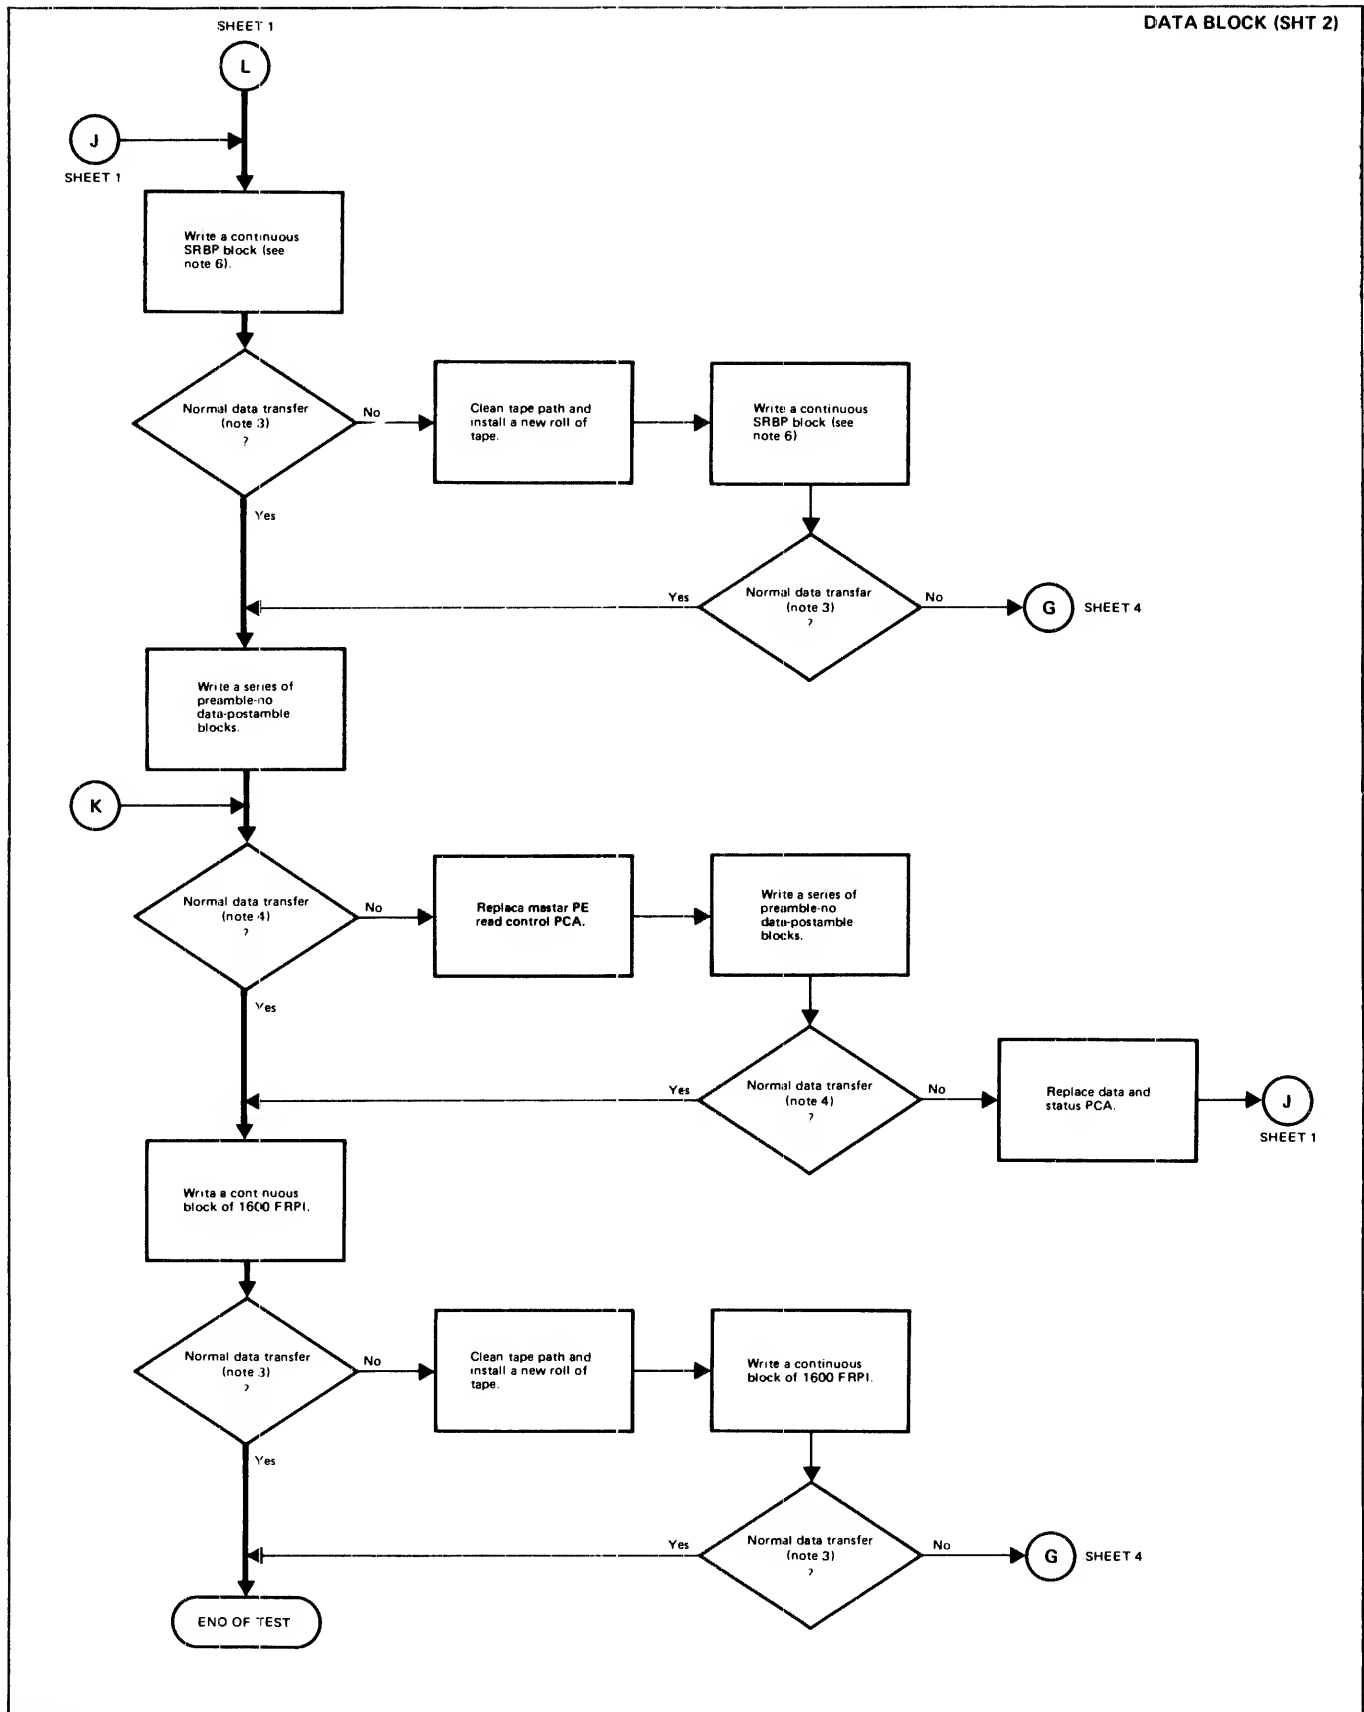 DATA BLOCK (SHT 2)
SHEET 1
L
J
SHEET 1
Write a continuous
SRBP block (see
note 6).
Normal data transfer
(note 3)
?
No
Clean tape path and
install a new roll of
tape.
Write a continuous
SRBP block (see
note 6)
Yes
Normal data transfar
(note 3)
?
Yes
No
G
SHEET 4
Write a series of
preamble-no
data-postamble
blocks.
K
Normal data transfer
(note 4)
?
No
Replaca mastar PE
read control PCA.
Write a series of
preamble-no
data-postamble
blocks.
Yes
Normal data transfer
(note 4)
?
Yes
No
Replace data and
status PCA.
J
SHEET 1
Writa a cont nuous
block of 1600 FRPI.
Normal data transfer
(note 3)
?
No
Clean tape path and
install a new roll of
tape.
Write a continuous
block of 1600 FRPI.
Yes
Normal data transfer
(note 3)
?
Yes
No
G
SHEET 4
END OF TEST